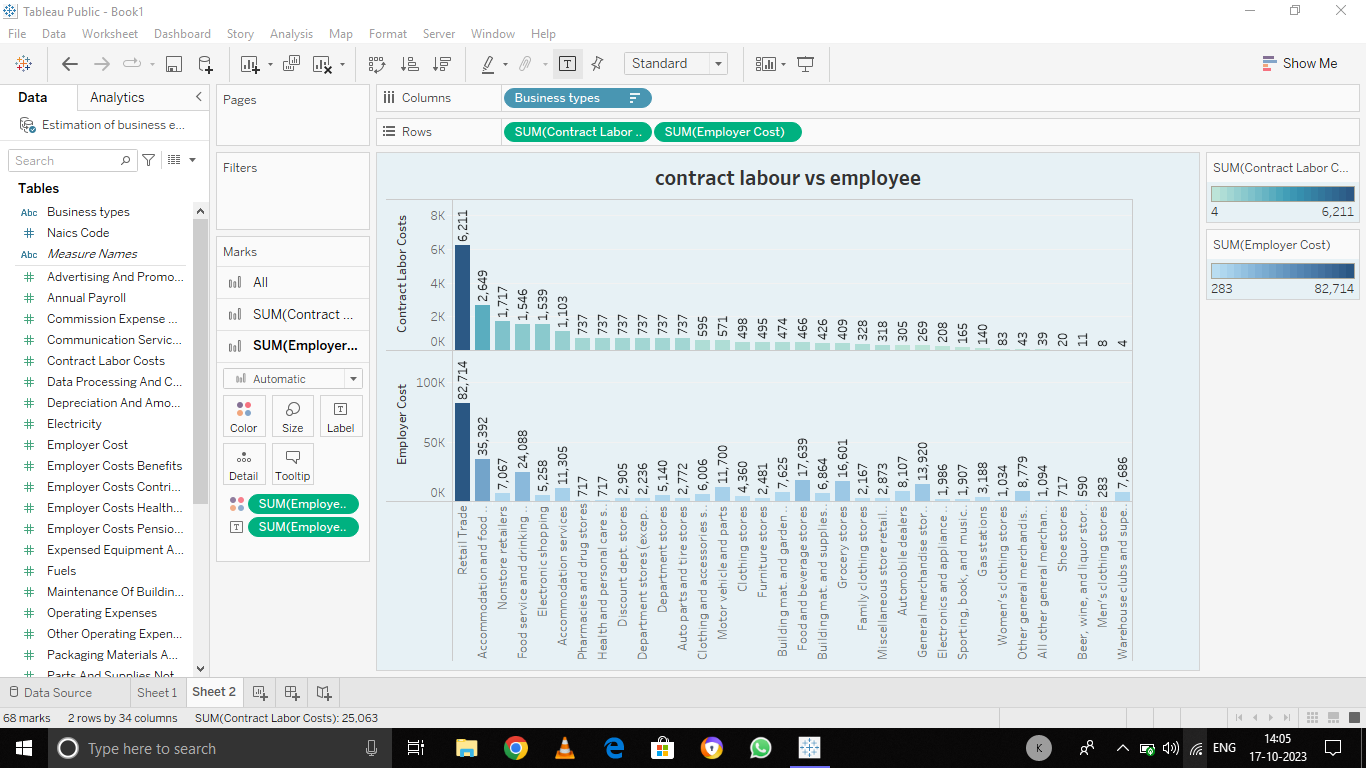 Tableau Public - Book1
File Data Worksheet Dashboard Story Analysis Map Format Server Window Help
Standard
Show Me
Data Analytics
Estimation of business e...
Search
Tables
Abc Business types
# Naics Code
Abc Measure Names
# Advertising And Promo...
# Annual Payroll
# Commission Expense ...
# Communication Servic...
# Contract Labor Costs
# Data Processing And C...
# Depreciation And Amo...
# Electricity
# Employer Cost
# Employer Costs Benefits
# Employer Costs Contri...
# Employer Costs Health...
# Employer Costs Pensio...
# Expensed Equipment A...
# Fuels
# Maintenance Of Buildin...
# Operating Expenses
# Other Operating Expen...
# Packaging Materials A...
# Parts And Supplies Not
Pages
Filters
Marks
All
SUM(Contract ...
SUM(Employer...
Automatic
Color Size Label
Detail Tooltip
SUM(Employe..
SUM(Employe..
Columns Business types
Rows SUM(Contract Labor .. SUM(Employer Cost)
contract labour vs employee
Contract Labor Costs
8K
6K
4K
2K
0K
6,211 2,649 1,717 1,546 1,539 1,103 737 737 737 737 737 737 595 571 498 495 474 466 426 409 328 318 305 269 208 165 140 83 43 39 20 11 8 4
Employer Cost
100K
50K
0K
82,714 35,392 7,067 24,088 5,258 11,305 717 717 2,905 2,236 5,140 2,772 6,006 11,700 4,360 2,481 7,625 17,639 6,864 16,601 2,167 2,873 8,107 13,920 1,986 1,907 3,188 1,034 8,779 1,094 717 590 283 7,686
Retail Trade
Accommodation and food ..
Nonstore retailers
Food service and drinking ..
Electronic shopping
Accommodation services
Pharmacies and drug stores
Health and personal care s..
Discount dept. stores
Department stores (excep..
Department stores
Auto parts and tire stores
Clothing and accessories s..
Motor vehicle and parts
Clothing stores
Furniture stores
Building mat. and garden..
Food and beverage stores
Building mat. and supplies..
Grocery stores
Family clothing stores
Miscellaneous store retail..
Automobile dealers
General merchandise stor..
Electronics and appliance ..
Sporting, book, and music..
Gas stations
Women's clothing stores
Other general merchandis..
All other general merchan..
Shoe stores
Beer, wine, and liquor stor..
Men's clothing stores
Warehouse clubs and supe..
SUM(Contract Labor C...
4 6,211
SUM(Employer Cost)
283 82,714
Data Source Sheet 1 Sheet 2
68 marks 2 rows by 34 columns SUM(Contract Labor Costs): 25,063
Type here to search
K
ENG
14:05
17-10-2023